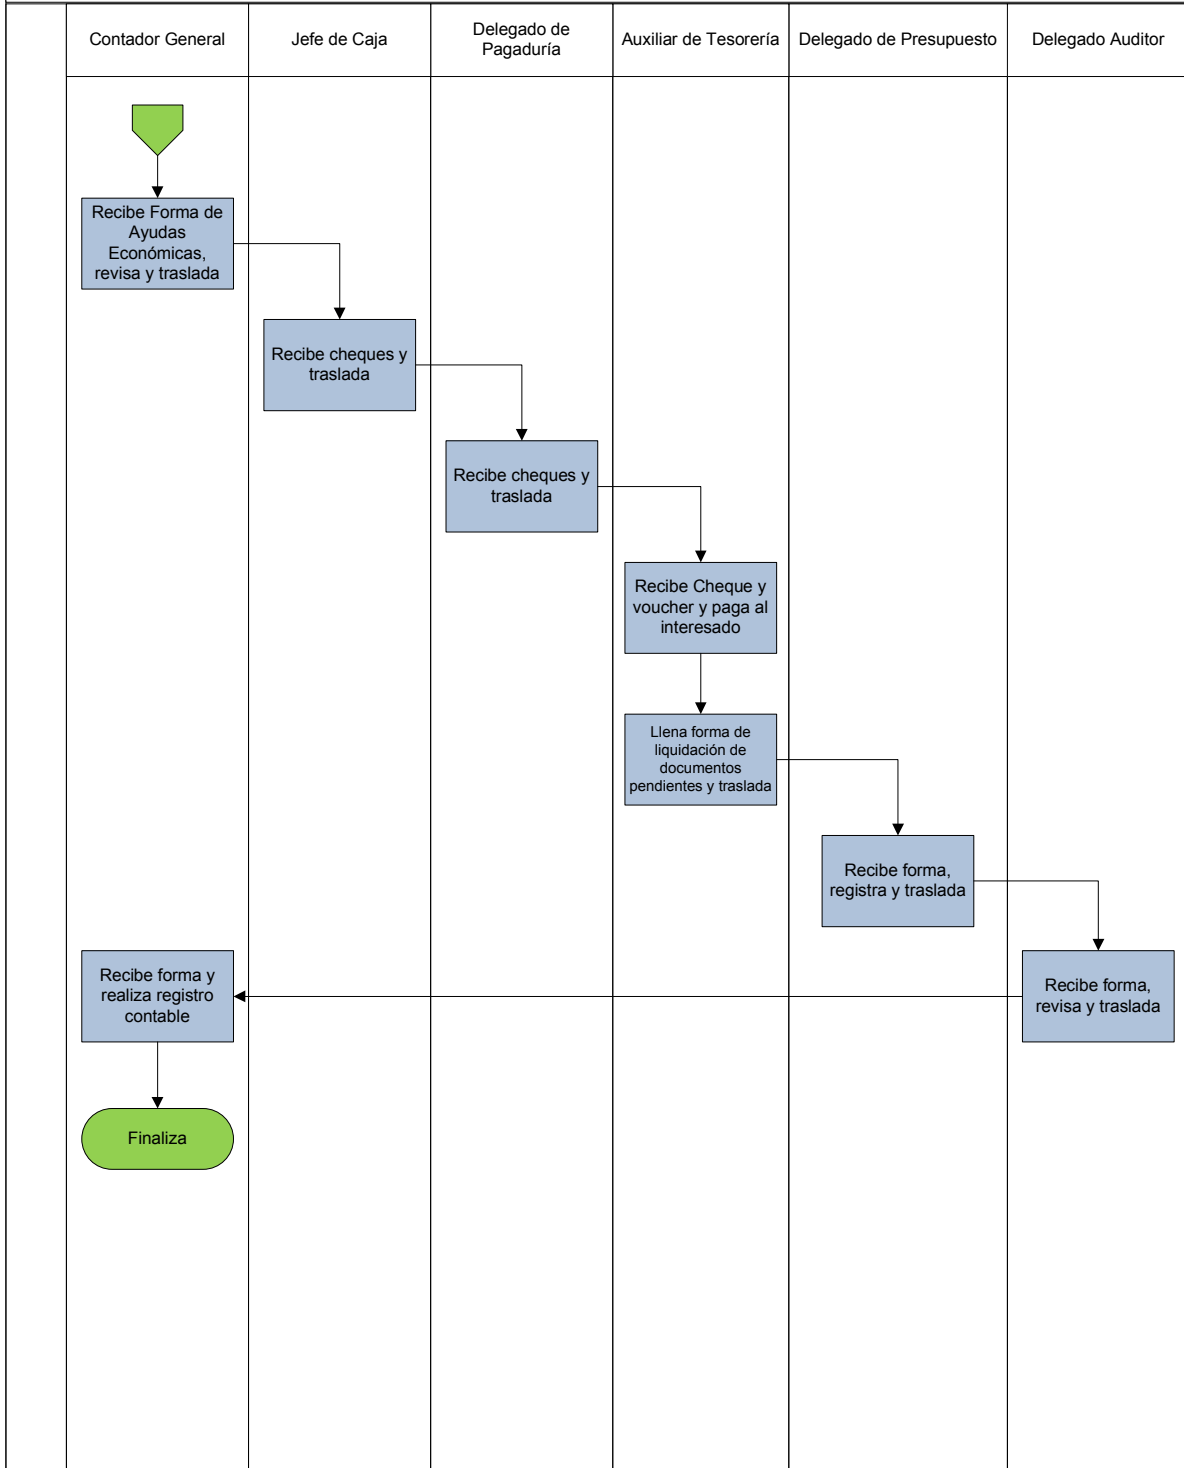 Contador General
Jefe de Caja
Delegado de
Pagaduría
Auxiliar de Tesorería
Delegado de Presupuesto
Delegado Auditor
Recibe Forma de
Ayudas
Económicas,
revisa y traslada
Recibe cheques y
traslada
Recibe cheques y
traslada
Recibe Cheque y
voucher y paga al
interesado
Llena forma de
liquidación de
documentos
pendientes y traslada
Recibe forma,
registra y traslada
Recibe forma,
revisa y traslada
Recibe forma y
realiza registro
contable
Finaliza